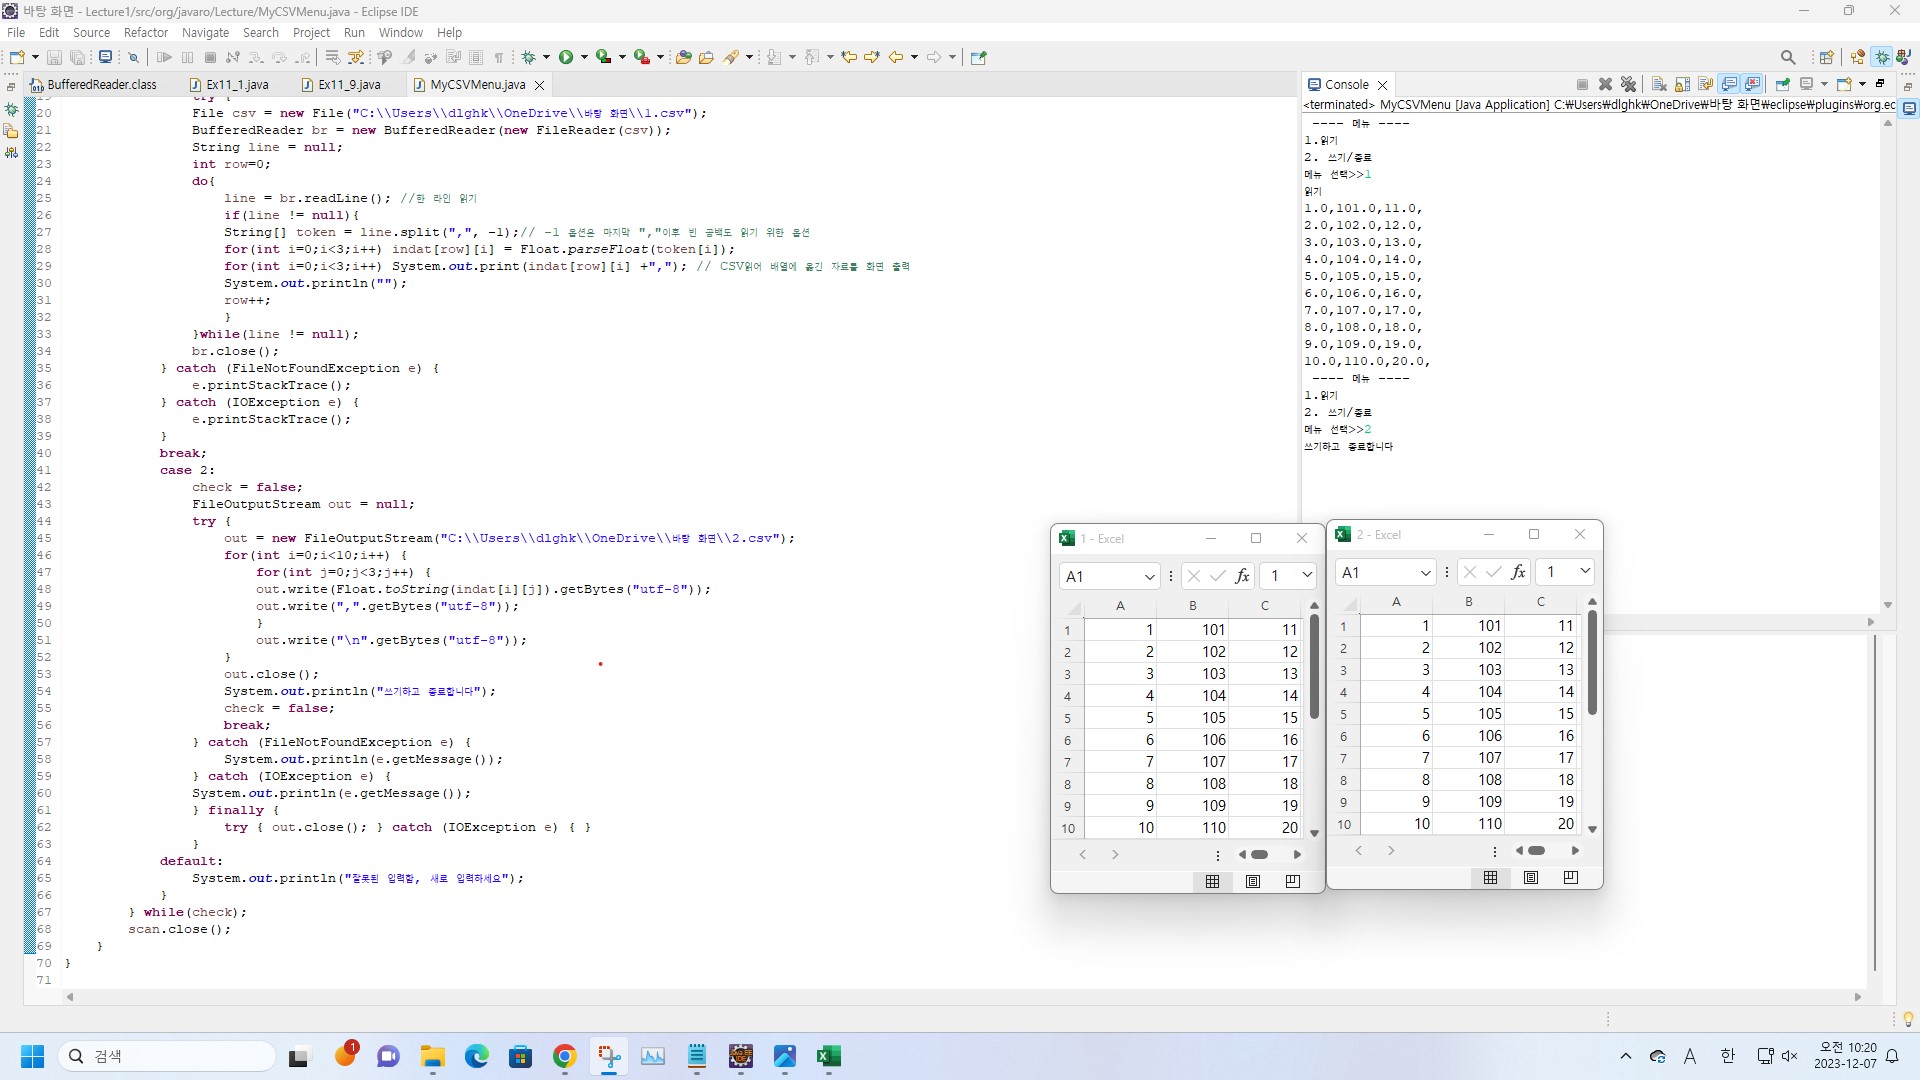 바탕 화면 - Lecture1/src/org/javaro/Lecture/MyCSVMenu.java - Eclipse IDE
File Edit Source Refactor Navigate Search Project Run Window Help
BufferedReader.class Ex11_1.java Ex11_9.java MyCSVMenu.java
20 File csv = new File("C:\\Users\\dlghk\\OneDrive\\바탕 화면\\1.csv");
21 BufferedReader br = new BufferedReader(new FileReader(csv));
22 String line = null;
23 int row=0;
24 do{
25 line = br.readLine(); //한 라인 읽기
26 if(line != null){
27 String[] token = line.split(",", -1);// -1 옵션은 마지막 ","이후 빈 공백도 읽기 위한 옵션
28 for(int i=0;i<3;i++) indat[row][i] = Float.parseFloat(token[i]);
29 for(int i=0;i<3;i++) System.out.print(indat[row][i] +","); // CSV읽어 배열에 옮긴 자료를 화면 출력
30 System.out.println("");
31 row++;
32 }
33 }while(line != null);
34 br.close();
35 } catch (FileNotFoundException e) {
36 e.printStackTrace();
37 } catch (IOException e) {
38 e.printStackTrace();
39 }
40 break;
41 case 2:
42 check = false;
43 FileOutputStream out = null;
44 try {
45 out = new FileOutputStream("C:\\Users\\dlghk\\OneDrive\\바탕 화면\\2.csv");
46 for(int i=0;i<10;i++) {
47 for(int j=0;j<3;j++) {
48 out.write(Float.toString(indat[i][j]).getBytes("utf-8"));
49 out.write(",".getBytes("utf-8"));
50 }
51 out.write("\n".getBytes("utf-8"));
52 }
53 out.close();
54 System.out.println("쓰기하고 종료합니다");
55 check = false;
56 break;
57 } catch (FileNotFoundException e) {
58 System.out.println(e.getMessage());
59 } catch (IOException e) {
60 System.out.println(e.getMessage());
61 } finally {
62 try { out.close(); } catch (IOException e) { }
63 }
64 default:
65 System.out.println("잘못된 입력함, 새로 입력하세요");
66 }
67 } while(check);
68 scan.close();
69 }
70 }
71
Console
<terminated> MyCSVMenu [Java Application] C:₩Users₩dlghk₩OneDrive₩바탕 화면₩eclipse₩plugins₩org.ec
---- 메뉴 ----
1.읽기
2. 쓰기/종료
메뉴 선택>>1
읽기
1.0,101.0,11.0,
2.0,102.0,12.0,
3.0,103.0,13.0,
4.0,104.0,14.0,
5.0,105.0,15.0,
6.0,106.0,16.0,
7.0,107.0,17.0,
8.0,108.0,18.0,
9.0,109.0,19.0,
10.0,110.0,20.0,
---- 메뉴 ----
1.읽기
2. 쓰기/종료
메뉴 선택>>2
쓰기하고 종료합니다
1 - Excel
A1 fx 1
A B C
1 1 101 11
2 2 102 12
3 3 103 13
4 4 104 14
5 5 105 15
6 6 106 16
7 7 107 17
8 8 108 18
9 9 109 19
10 10 110 20
2 - Excel
A1 fx 1
A B C
1 1 101 11
2 2 102 12
3 3 103 13
4 4 104 14
5 5 105 15
6 6 106 16
7 7 107 17
8 8 108 18
9 9 109 19
10 10 110 20
검색
1
A 한
오전 10:20
2023-12-07